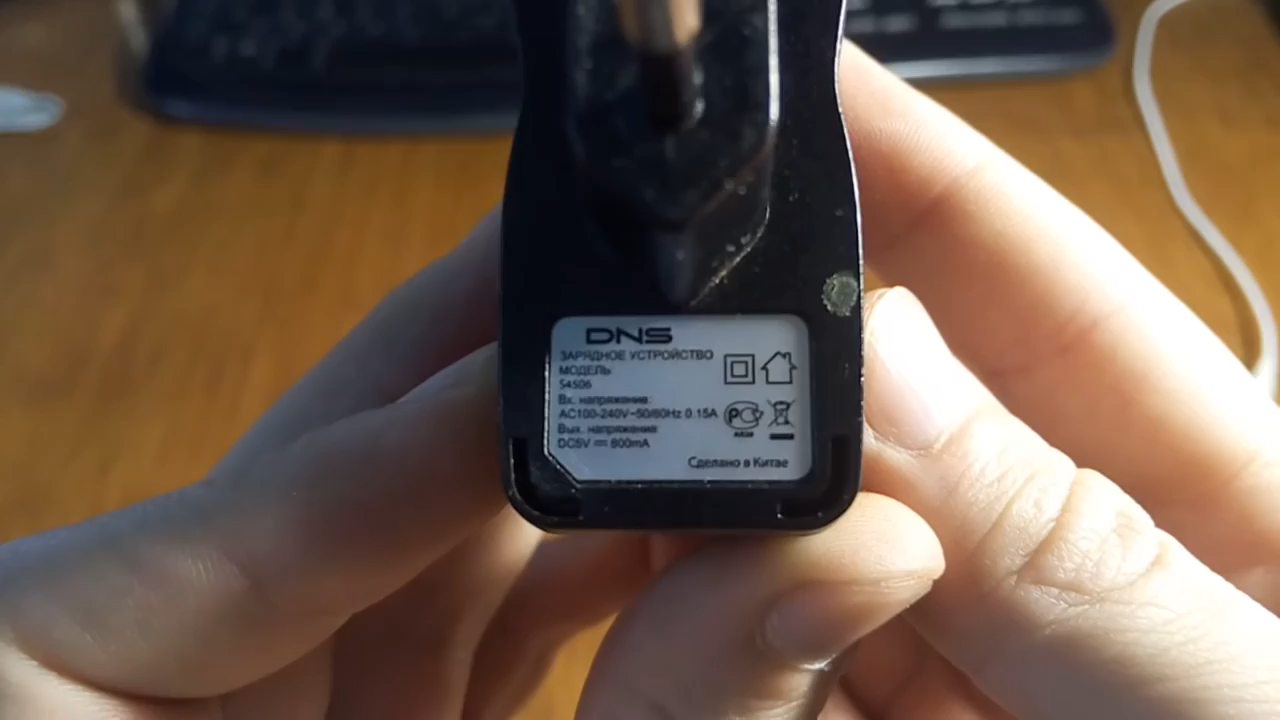 DNS
ЗАРЯДНОЕ УСТРОЙСТВО
МОДЕЛЬ
S4506
Вх. напряжение:
AC100-240V~50/60Hz 0.15A
Вых. напряжение:
DC5V ⎓ 800mA
Сделано в Китае